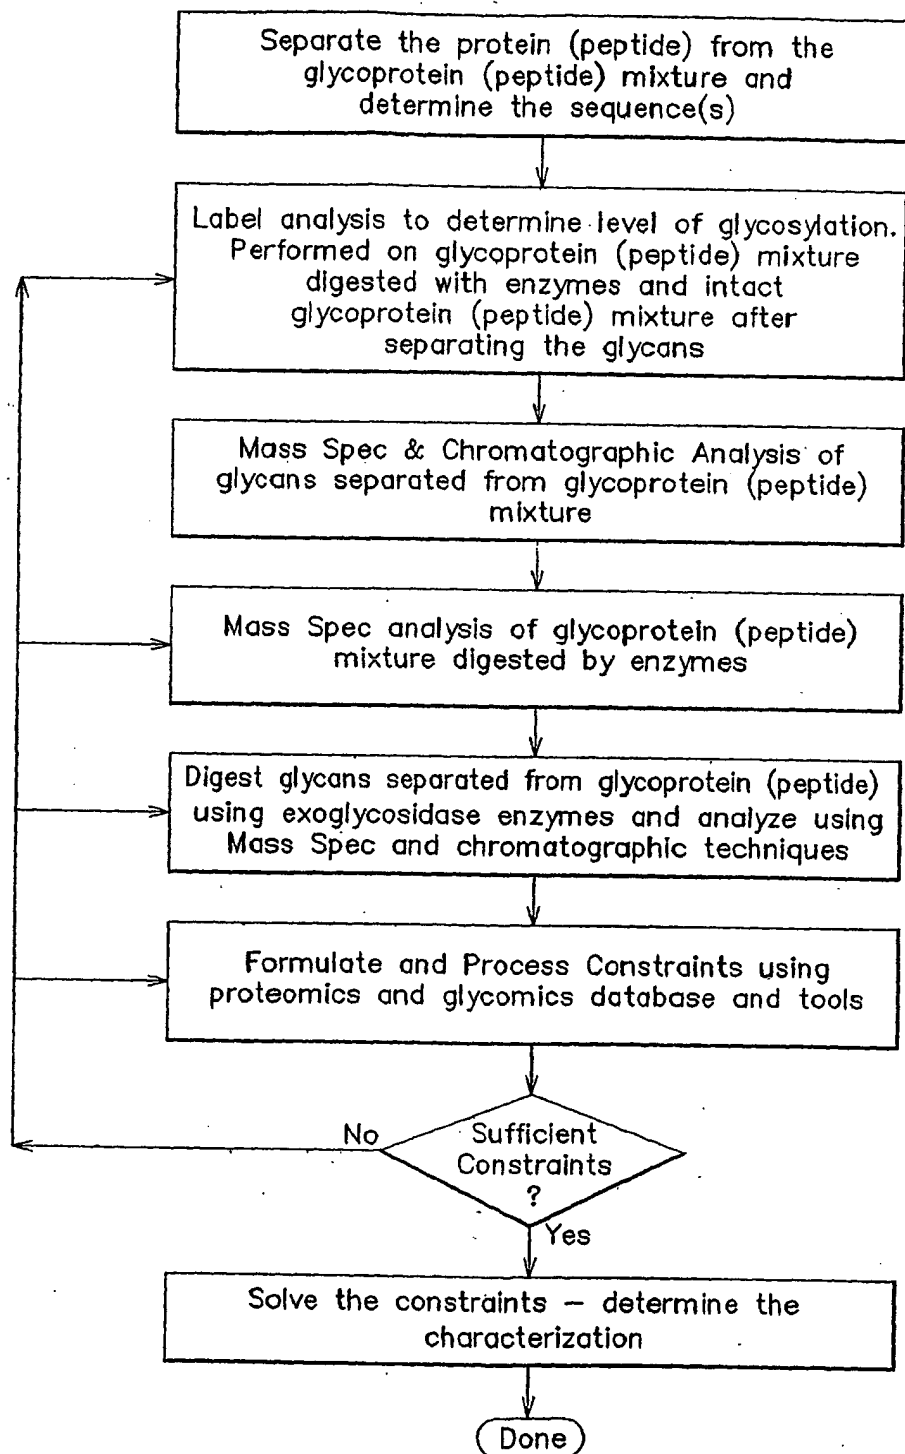 Separate the protein (peptide) from the
glycoprotein (peptide) mixture and
determine the sequence(s)
Label analysis to determine level of glycosylation.
Performed on glycoprotein (peptide) mixture
digested with enzymes and intact
glycoprotein (peptide) mixture after
separating the glycans
Mass Spec & Chromatographic Analysis of
glycans separated from glycoprotein (peptide)
mixture
Mass Spec analysis of glycoprotein (peptide)
mixture digested by enzymes
Digest glycans separated from glycoprotein (peptide)
using exoglycosidase enzymes and analyze using
Mass Spec and chromatographic techniques
Formulate and Process Constraints using
proteomics and glycomics database and tools
No
Sufficient
Constraints
?
Yes
Solve the constraints – determine the
characterization
Done